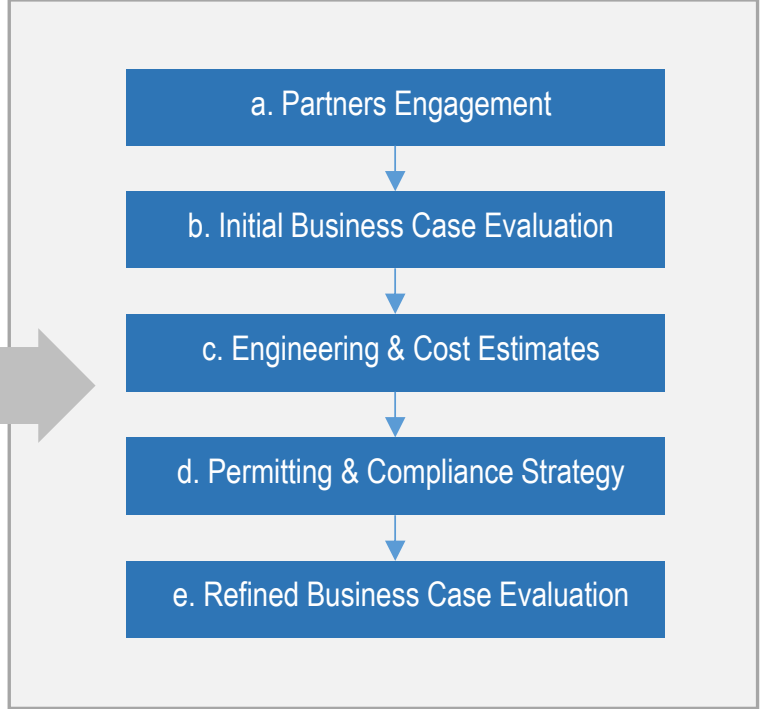 a. Partners Engagement
b. Initial Business Case Evaluation
c. Engineering & Cost Estimates
d. Permitting & Compliance Strategy
e. Refined Business Case Evaluation